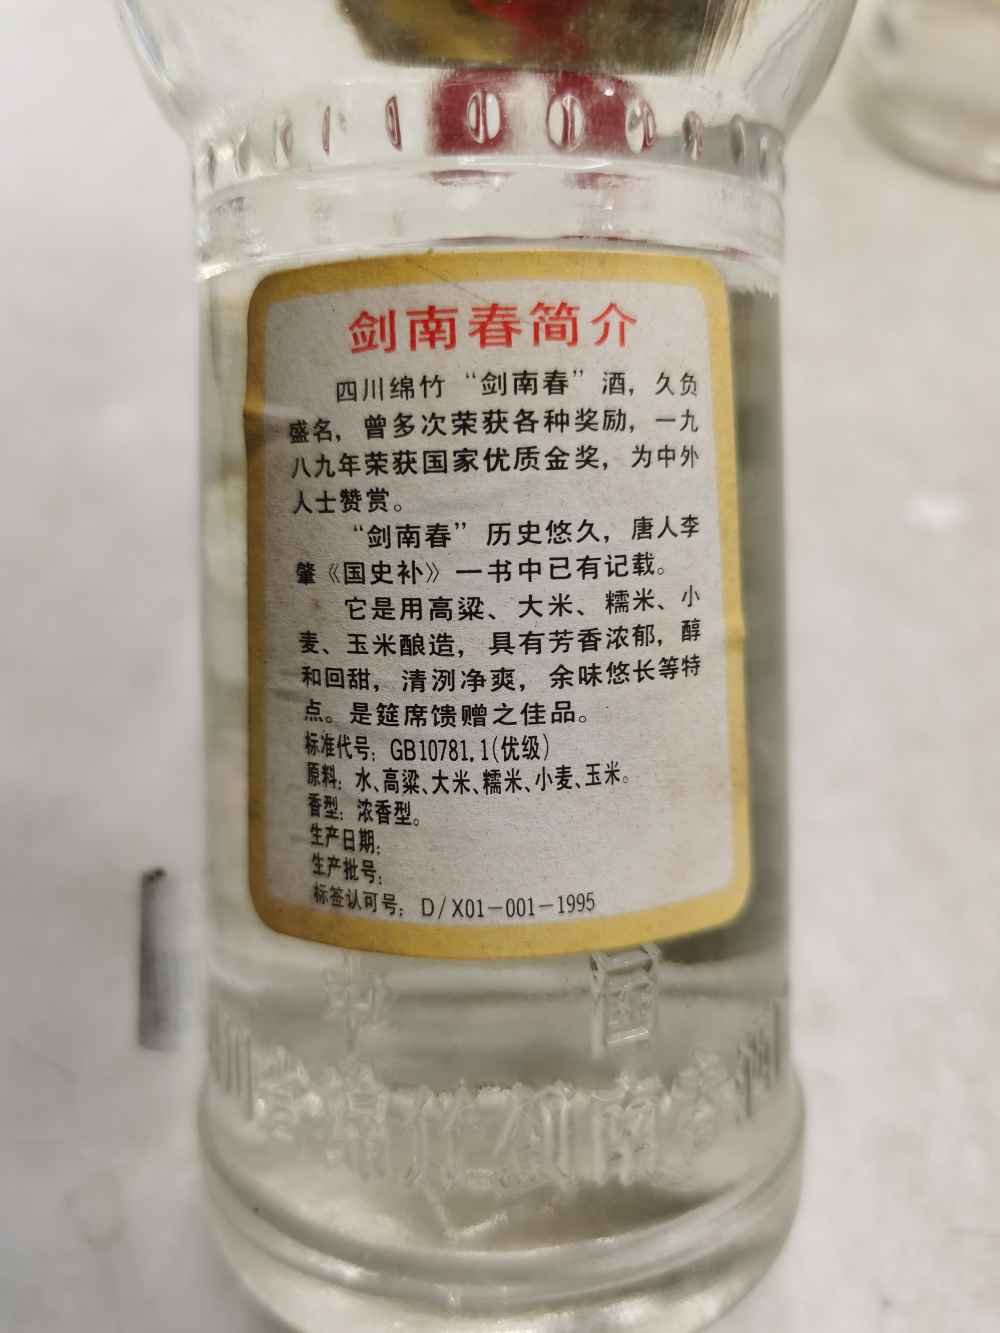 剑南春简介
四川绵竹“剑南春”酒，久负
盛名，曾多次荣获各种奖励，一九
八九年荣获国家优质金奖，为中外
人士赞赏。
“剑南春”历史悠久，唐人李
肇《国史补》一书中已有记载。
它是用高粱、大米、糯米、小
麦、玉米酿造，具有芳香浓郁，醇
和回甜，清洌净爽，余味悠长等特
点。是筵席馈赠之佳品。
标准代号：GB10781.1(优级)
原料：水、高粱、大米、糯米、小麦、玉米。
香型：浓香型。
生产日期：
生产批号：
标签认可号：D/X01-001-1995
中国